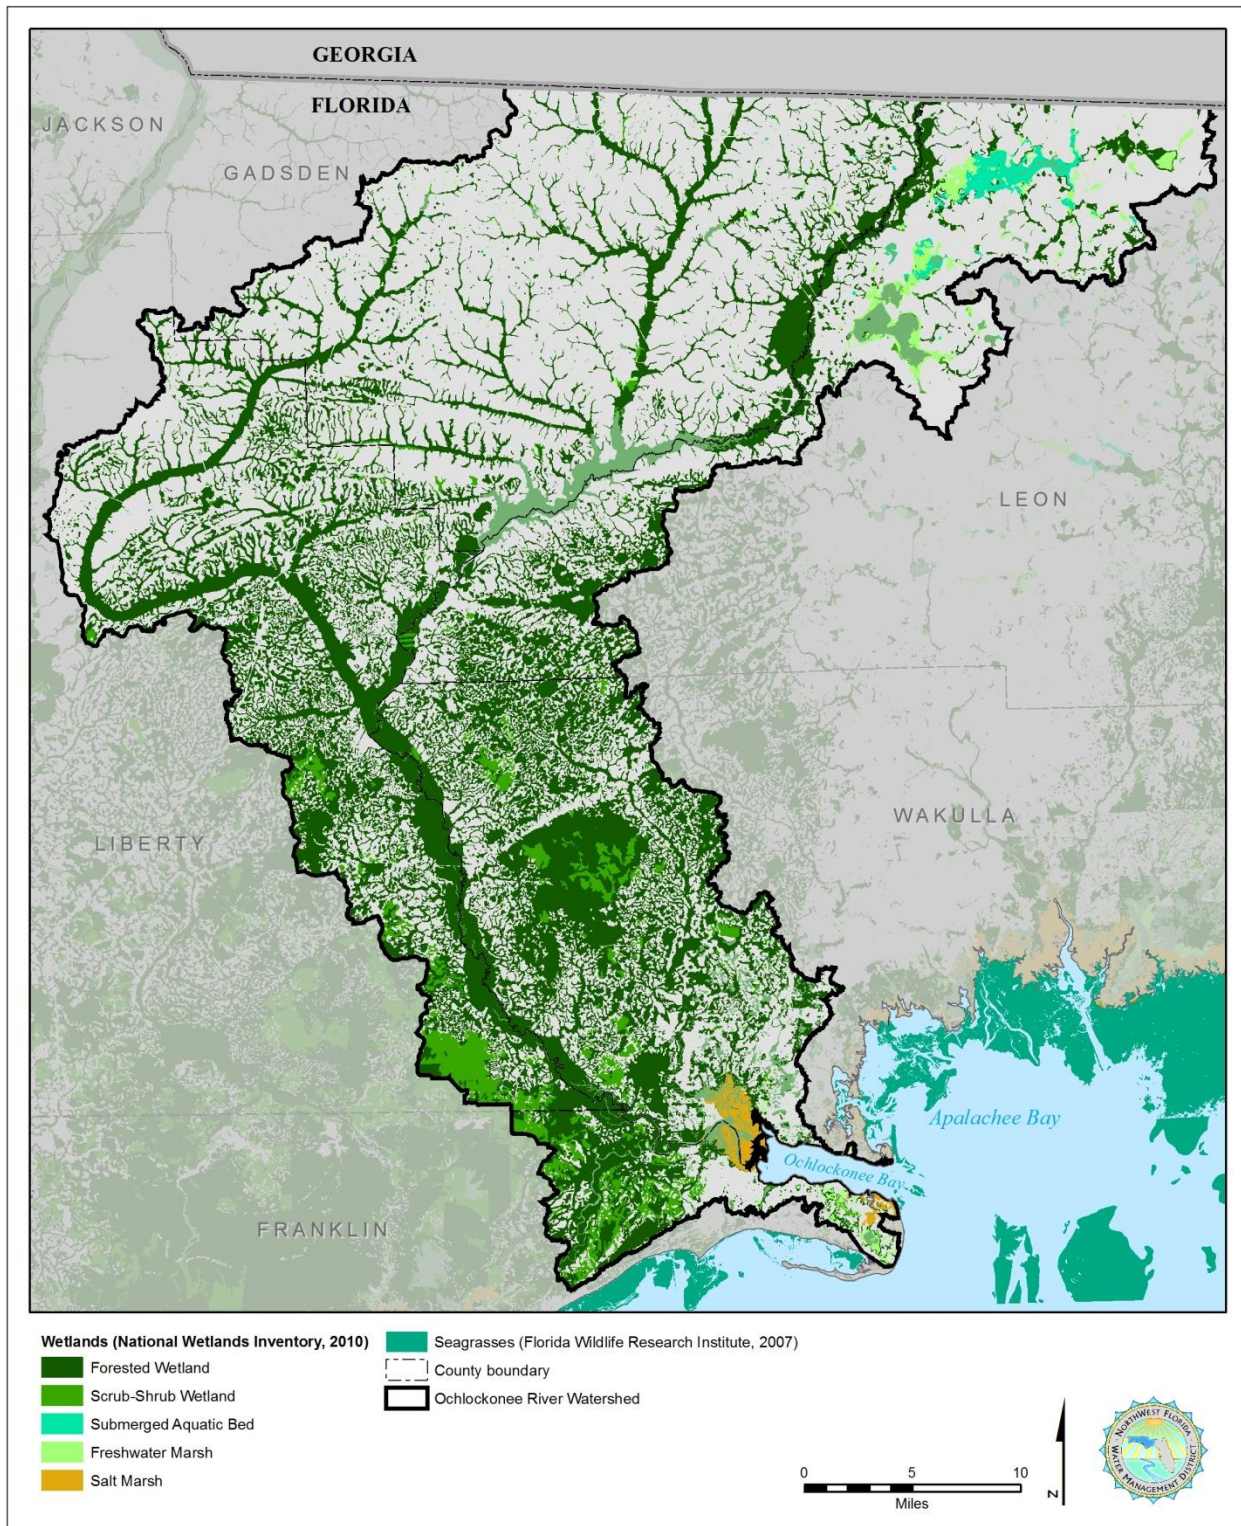 GEORGIA
FLORIDA
JACKSON
GADSDEN
LEON
WAKULLA
LIBERTY
Apalachee Bay
Ochlockonee Bay
FRANKLIN
Wetlands (National Wetlands Inventory, 2010)
Forested Wetland
Scrub-Shrub Wetland
Submerged Aquatic Bed
Freshwater Marsh
Salt Marsh
Seagrasses (Florida Wildlife Research Institute, 2007)
County boundary
Ochlockonee River Watershed
0 5 10
Miles
N
NORTHWEST FLORIDA
WATER MANAGEMENT DISTRICT